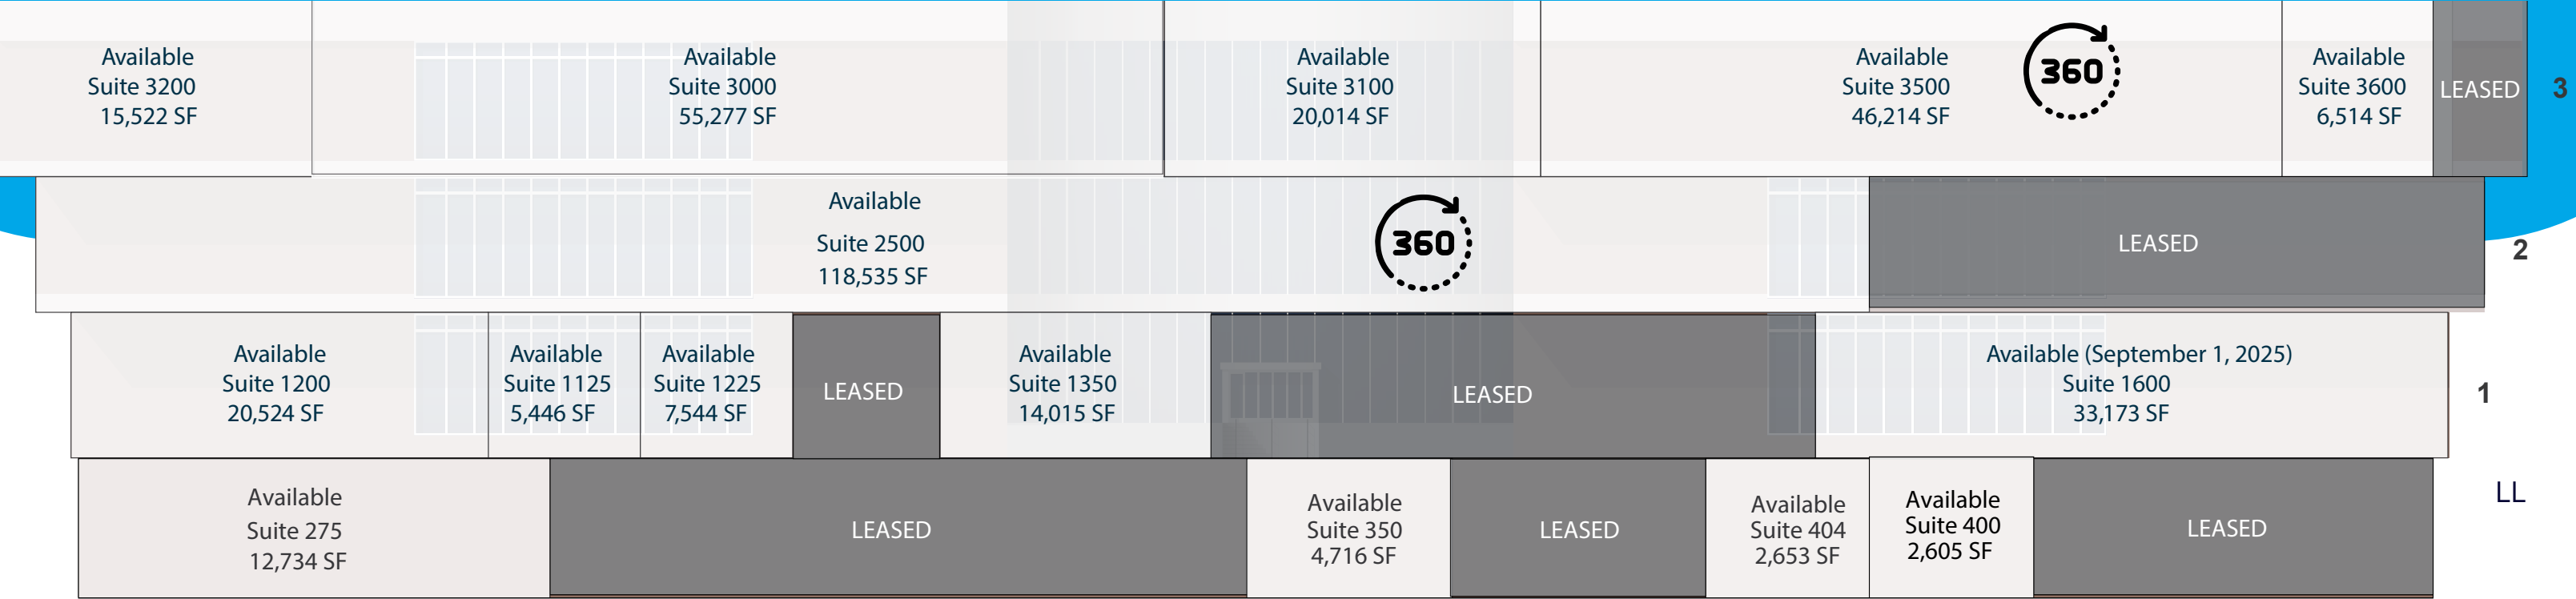 Available
Suite 3200
15,522 SF
Available
Suite 3000
55,277 SF
Available
Suite 3100
20,014 SF
Available
Suite 3500
46,214 SF
360
Available
Suite 3600
6,514 SF
LEASED
3
Available
Suite 2500
118,535 SF
360
LEASED
2
Available
Suite 1200
20,524 SF
Available
Suite 1125
5,446 SF
Available
Suite 1225
7,544 SF
LEASED
Available
Suite 1350
14,015 SF
LEASED
Available (September 1, 2025)
Suite 1600
33,173 SF
1
Available
Suite 275
12,734 SF
LEASED
Available
Suite 350
4,716 SF
LEASED
Available
Suite 404
2,653 SF
Available
Suite 400
2,605 SF
LEASED
LL